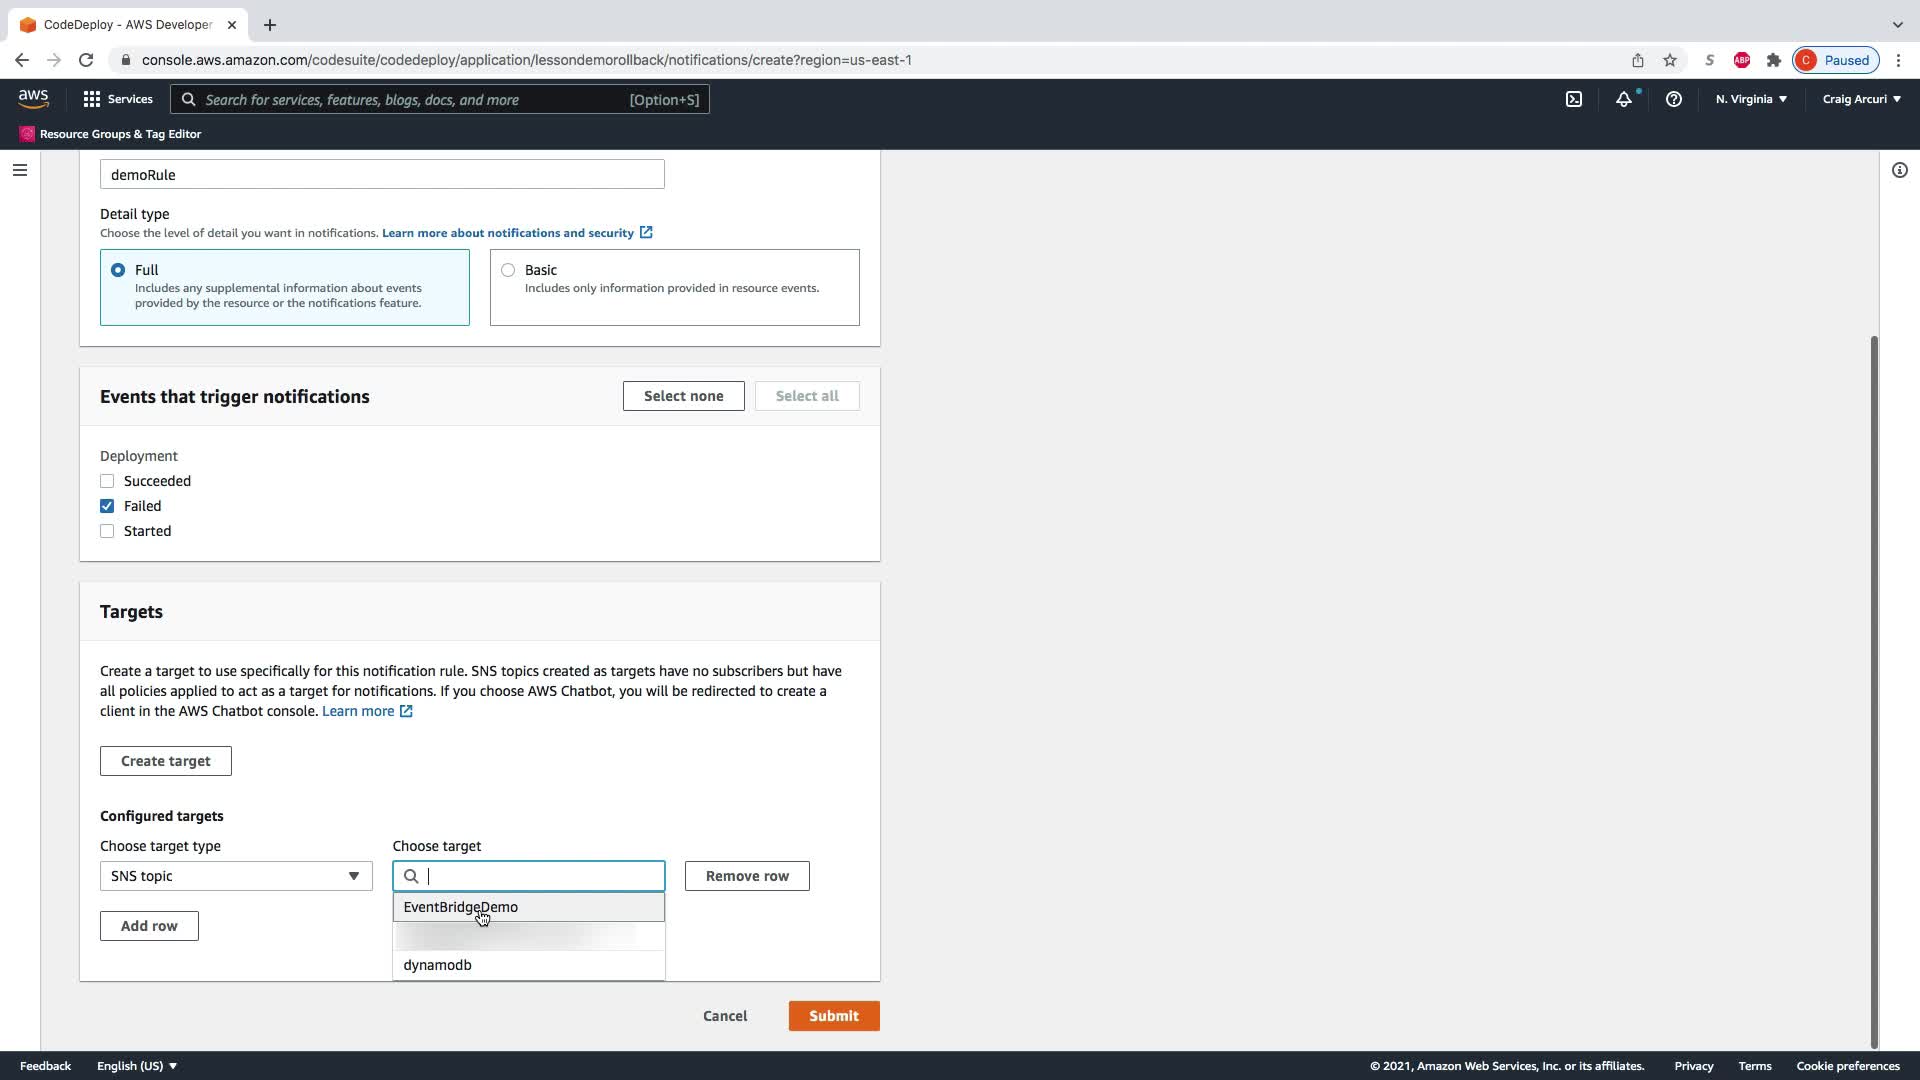 CodeDeploy - AWS Developer
console.aws.amazon.com/codesuite/codedeploy/application/lessondemorollback/notifications/create?region=us-east-1
S
ABP
C Paused
aws
Services
Search for services, features, blogs, docs, and more [Option+S]
N. Virginia
Craig Arcuri
Resource Groups & Tag Editor
demoRule
Detail type
Choose the level of detail you want in notifications. Learn more about notifications and security
Full
Includes any supplemental information about events
provided by the resource or the notifications feature.
Basic
Includes only information provided in resource events.
Events that trigger notifications
Select none
Select all
Deployment
Succeeded
Failed
Started
Targets
Create a target to use specifically for this notification rule. SNS topics created as targets have no subscribers but have
all policies applied to act as a target for notifications. If you choose AWS Chatbot, you will be redirected to create a
client in the AWS Chatbot console. Learn more
Create target
Configured targets
Choose target type
Choose target
SNS topic
Remove row
EventBridgeDemo
Add row
dynamodb
Cancel
Submit
Feedback
English (US)
© 2021, Amazon Web Services, Inc. or its affiliates.
Privacy
Terms
Cookie preferences